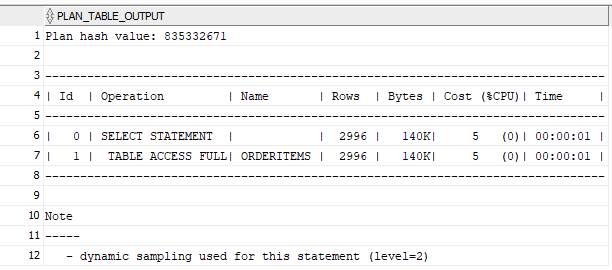 PLAN_TABLE_OUTPUT
1 Plan hash value: 835332671
2
3 --------------------------------------------------------------------------------
4 | Id  | Operation         | Name       | Rows  | Bytes | Cost (%CPU)| Time     |
5 --------------------------------------------------------------------------------
6 |   0 | SELECT STATEMENT  |            |  2996 |   140K|     5   (0)| 00:00:01 |
7 |   1 |  TABLE ACCESS FULL| ORDERITEMS |  2996 |   140K|     5   (0)| 00:00:01 |
8 --------------------------------------------------------------------------------
9
10 Note
11 -----
12    - dynamic sampling used for this statement (level=2)